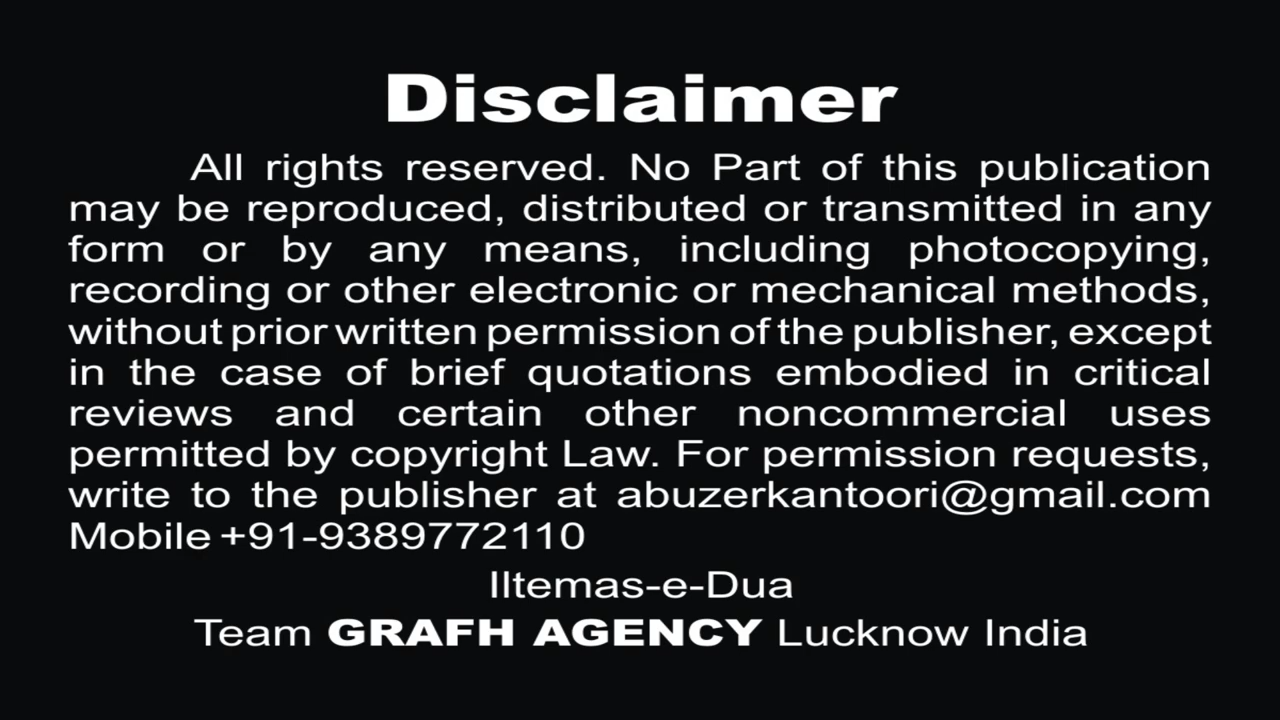 Disclaimer
All rights reserved. No Part of this publication
may be reproduced, distributed or transmitted in any
form or by any means, including photocopying,
recording or other electronic or mechanical methods,
without prior written permission of the publisher, except
in the case of brief quotations embodied in critical
reviews and certain other noncommercial uses
permitted by copyright Law. For permission requests,
write to the publisher at abuzerkantoori@gmail.com
Mobile +91-9389772110
IItemas-e-Dua
Team GRAFH AGENCY Lucknow India